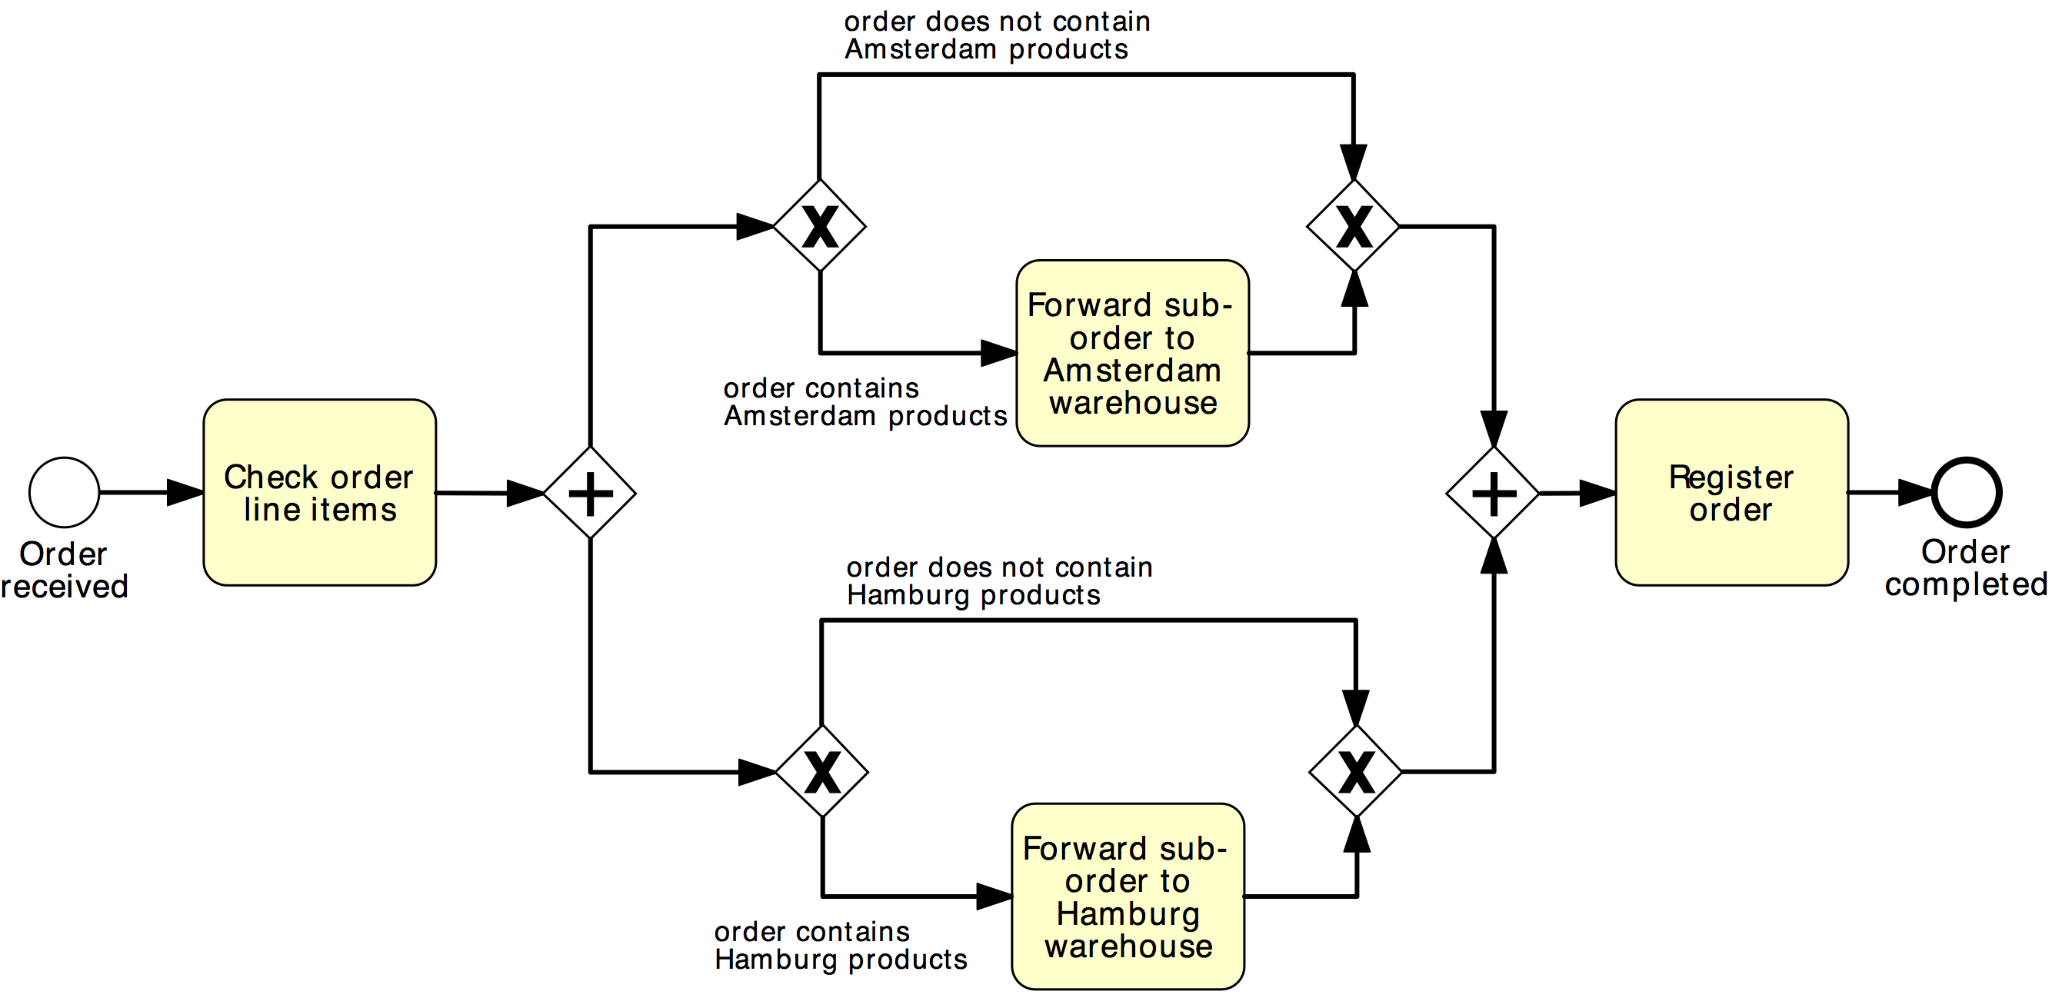 order does not contain
Amsterdam products
X
X
Forward sub-
order to
Amsterdam
warehouse
order contains
Amsterdam products
Check order
line items
Order
received
+
+
Register
order
Order
completed
order does not contain
Hamburg products
X
X
Forward sub-
order to
Hamburg
warehouse
order contains
Hamburg products